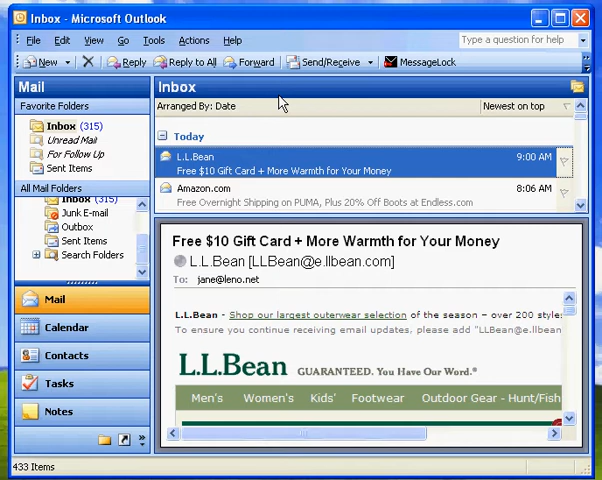 Inbox - Microsoft Outlook
File Edit View Go Tools Actions Help
Type a question for help
New Reply Reply to All Forward Send/Receive MessageLock
Mail
Favorite Folders
Inbox (315)
Unread Mail
For Follow Up
Sent Items
All Mail Folders
Inbox (315)
Junk E-mail
Outbox
Sent Items
Search Folders
Mail
Calendar
Contacts
Tasks
Notes
Inbox
Arranged By: Date Newest on top
Today
L.L.Bean 9:00 AM
Free $10 Gift Card + More Warmth for Your Money
Amazon.com 8:06 AM
Free Overnight Shipping on PUMA, Plus 20% Off Boots at Endless.com
Free $10 Gift Card + More Warmth for Your Money
L.L.Bean [LLBean@e.llbean.com]
To: jane@leno.net
L.L.Bean - Shop our largest outerwear selection of the season – over 200 styles
To ensure you continue receiving email updates, please add "LLBean@e.llbean
L.L.Bean GUARANTEED. You Have Our Word.®
Men's Women's Kids' Footwear Outdoor Gear - Hunt/Fish
433 Items